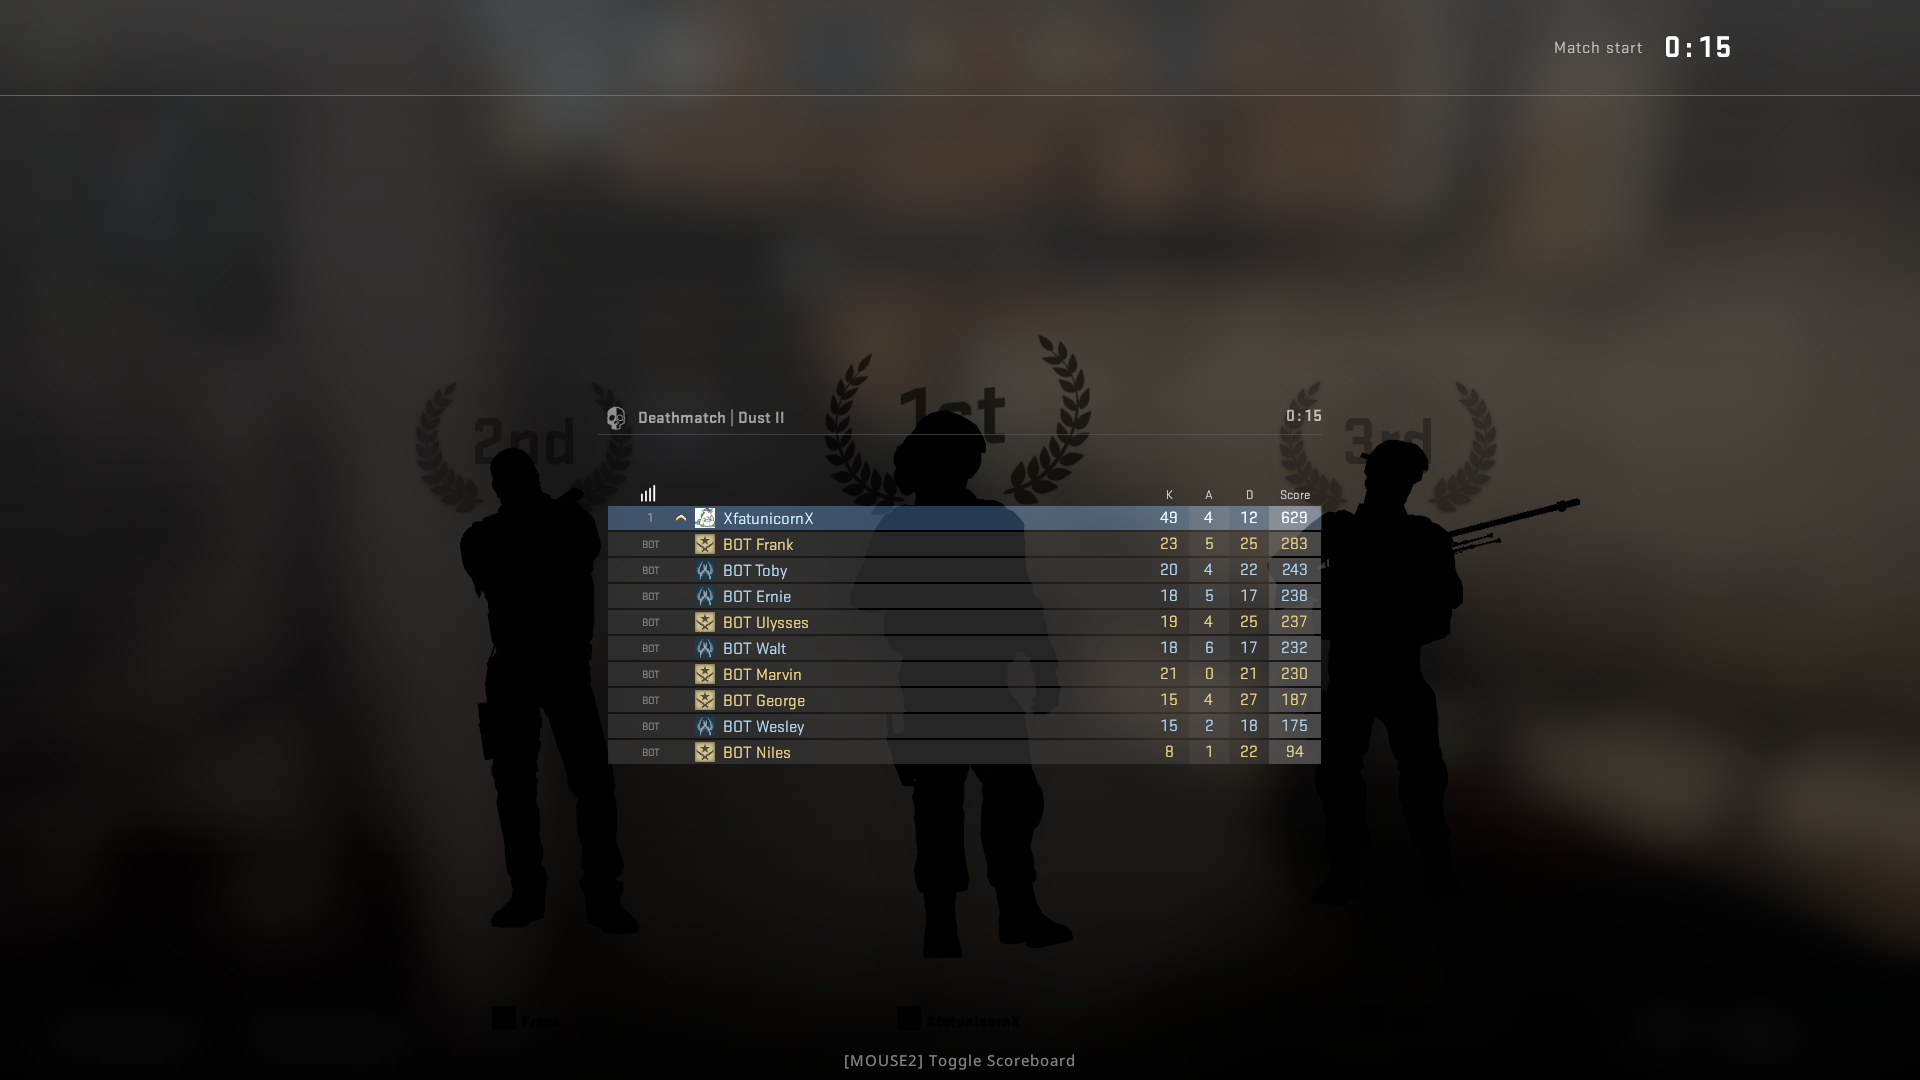 Match start 0:15
2nd
1st
3rd
Deathmatch | Dust II 0:15
K A D Score
1 XfatunicornX 49 4 12 629
BOT BOT Frank 23 5 25 283
BOT BOT Toby 20 4 22 243
BOT BOT Ernie 18 5 17 238
BOT BOT Ulysses 19 4 25 237
BOT BOT Walt 18 6 17 232
BOT BOT Marvin 21 0 21 230
BOT BOT George 15 4 27 187
BOT BOT Wesley 15 2 18 175
BOT BOT Niles 8 1 22 94
Frank XfatunicornX
[MOUSE2] Toggle Scoreboard